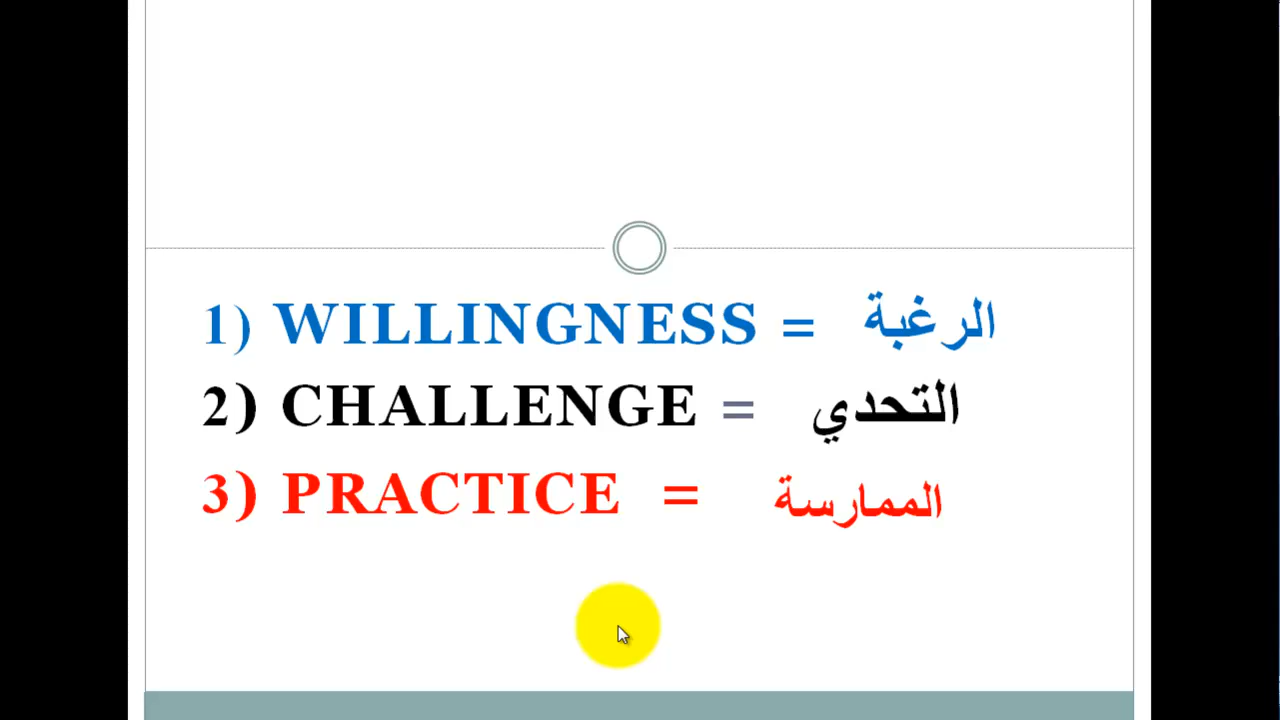 1) WILLINGNESS = الرغبة
2) CHALLENGE = التحدي
3) PRACTICE = الممارسة